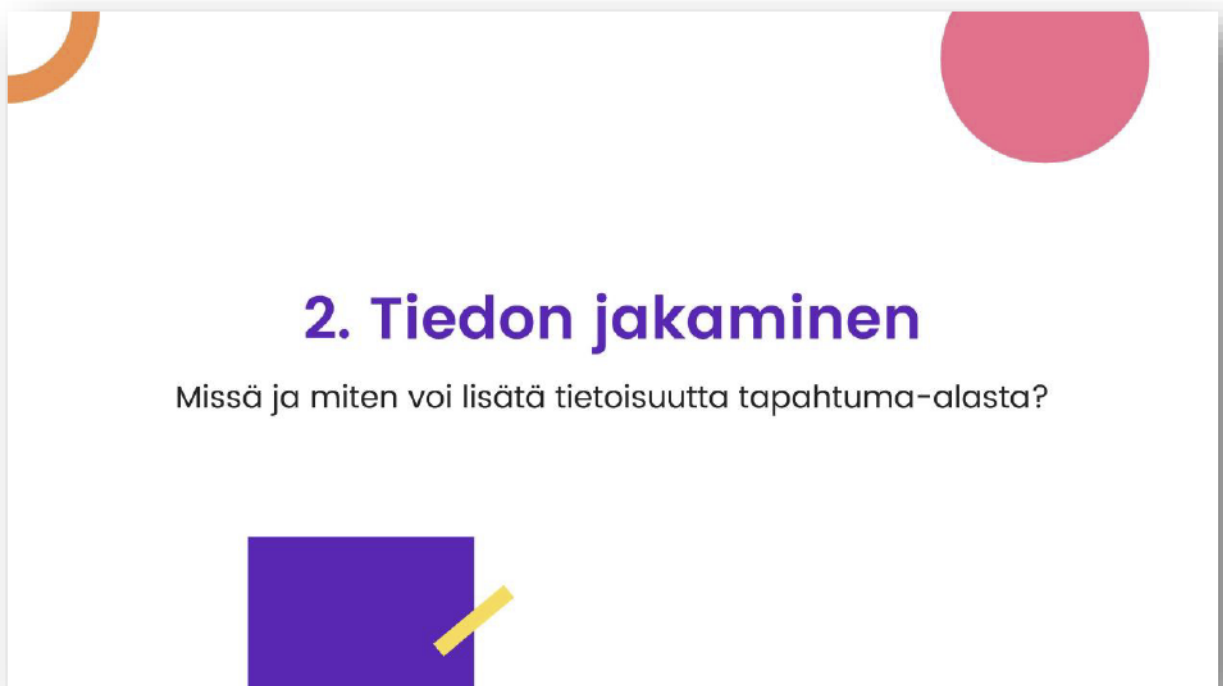 2. Tiedon jakaminen
Missä ja miten voi lisätä tietoisuutta tapahtuma-alasta?